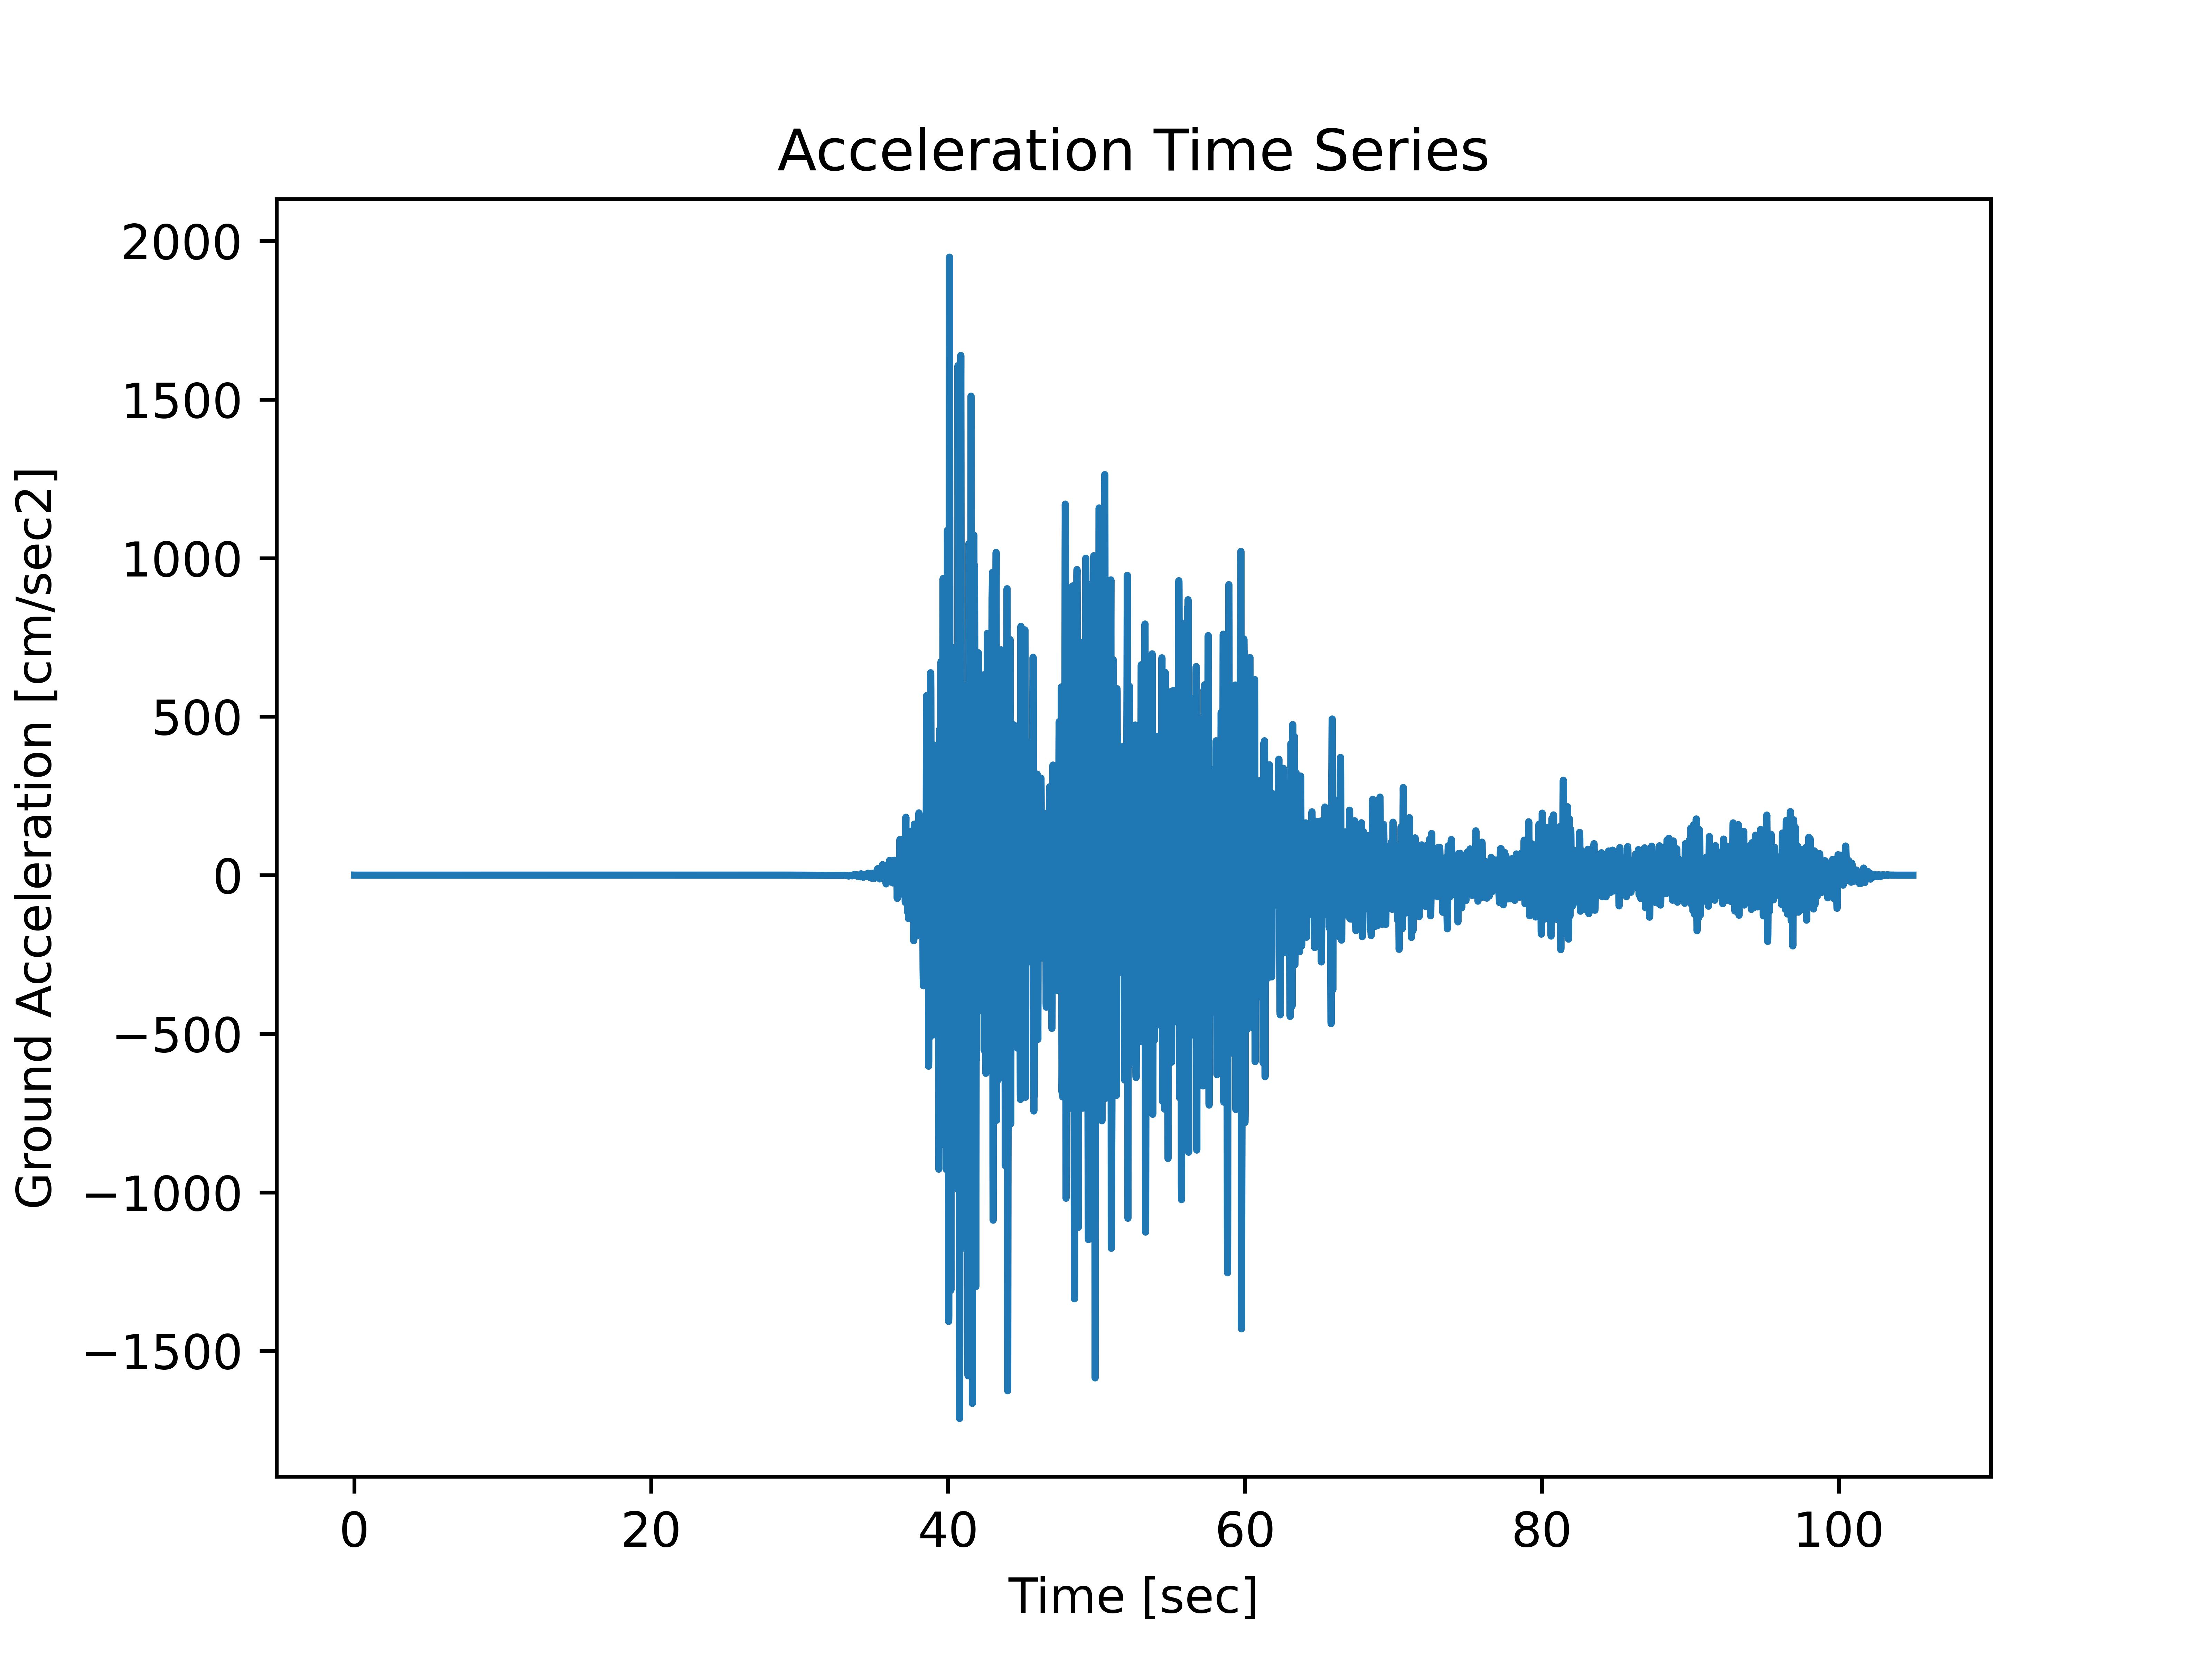 Acceleration Time Series
Ground Acceleration [cm/sec2]
2000
1500
1000
500
0
−500
−1000
−1500
0 20 40 60 80 100
Time [sec]